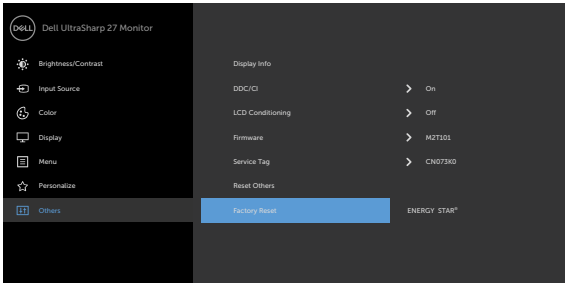 DELL Dell UltraSharp 27 Monitor
Brightness/Contrast Display Info
Input Source DDC/CI On
Color LCD Conditioning Off
Display Firmware M2T101
Menu Service Tag CN073K0
Personalize Reset Others
Others Factory Reset ENERGY STAR®